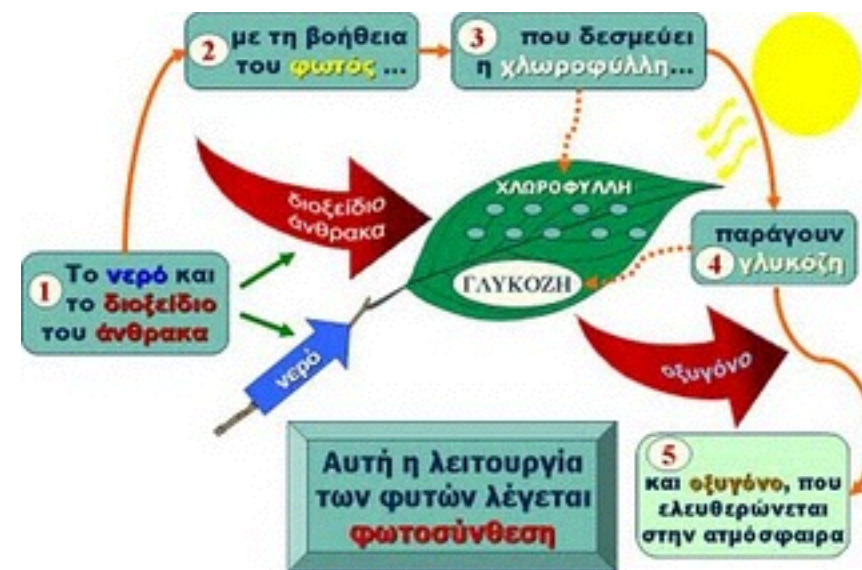 1
Το νερό και
το διοξείδιο
του άνθρακα
2
με τη βοήθεια
του φωτός ...
3
που δεσμεύει
η χλωροφύλλη...
παράγουν
4 γλυκόζη
5
και οξυγόνο, που
ελευθερώνεται
στην ατμόσφαιρα
διοξείδιο
άνθρακα
ΧΛΩΡΟΦΥΛΛΗ
ΓΛΥΚΟΖΗ
νερό
οξυγόνο
Αυτή η λειτουργία
των φυτών λέγεται
φωτοσύνθεση